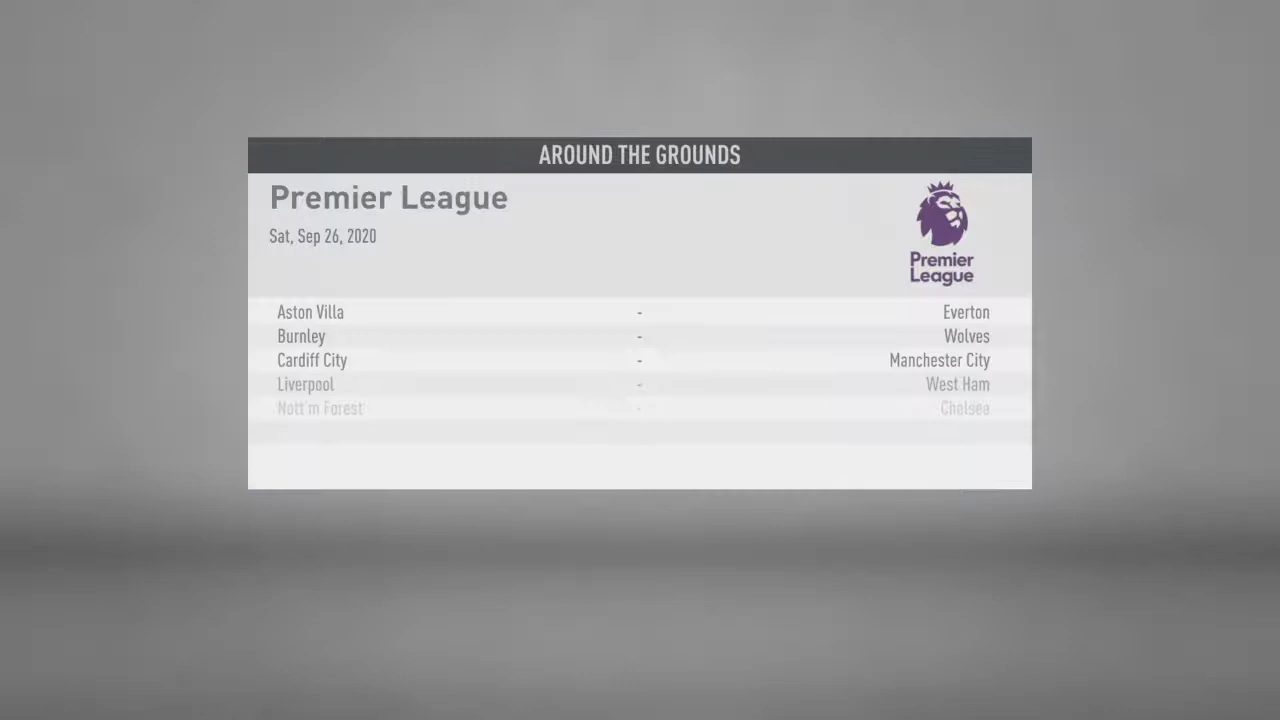 AROUND THE GROUNDS
Premier League
Sat, Sep 26, 2020
Premier
League
Aston Villa - Everton
Burnley - Wolves
Cardiff City - Manchester City
Liverpool - West Ham
Nott'm Forest - Chelsea